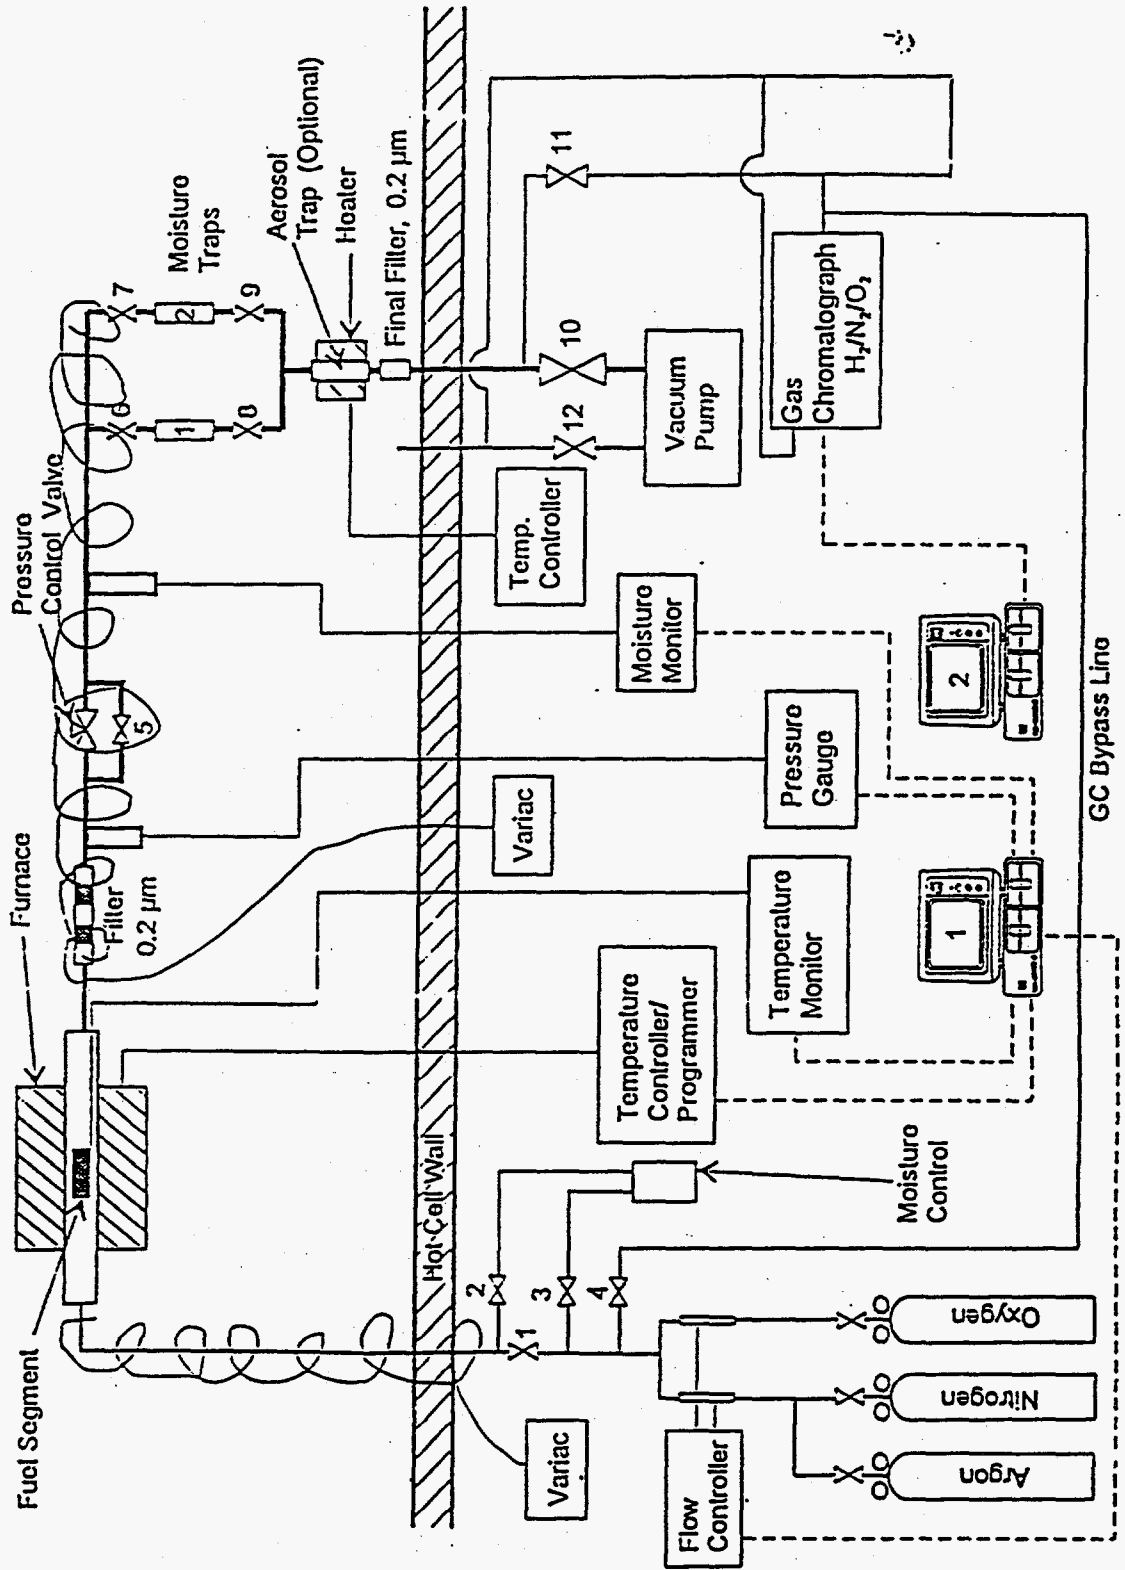 Furnace
Fuel Segment
Filter
0.2 µm
Pressure
Control Valve
5
6
7
Moisture
Traps
1
2
8
9
Aerosol
Trap (Optional)
Heater
Final Filter, 0.2 µm
Hot Cell Wall
Variac
Variac
1
2
3
4
Moisture
Control
Flow
Controller
Argon
Nitrogen
Oxygen
Temperature
Controller/
Programmer
Temperature
Monitor
Pressure
Gauge
Moisture
Monitor
Temp.
Controller
12
10
11
Vacuum
Pump
Gas
Chromatograph
H₂/N₂/O₂
1
2
GC Bypass Line